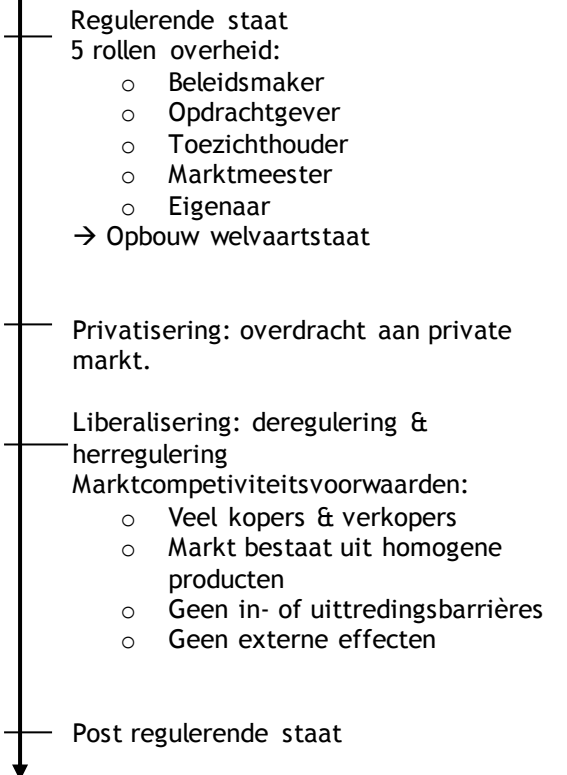 Regulerende staat
5 rollen overheid:
o Beleidsmaker
o Opdrachtgever
o Toezichthouder
o Marktmeester
o Eigenaar
→ Opbouw welvaartstaat
Privatisering: overdracht aan private
markt.
Liberalisering: deregulering &
herregulering
Marktcompetiviteitsvoorwaarden:
o Veel kopers & verkopers
o Markt bestaat uit homogene
producten
o Geen in- of uittredingsbarrières
o Geen externe effecten
Post regulerende staat